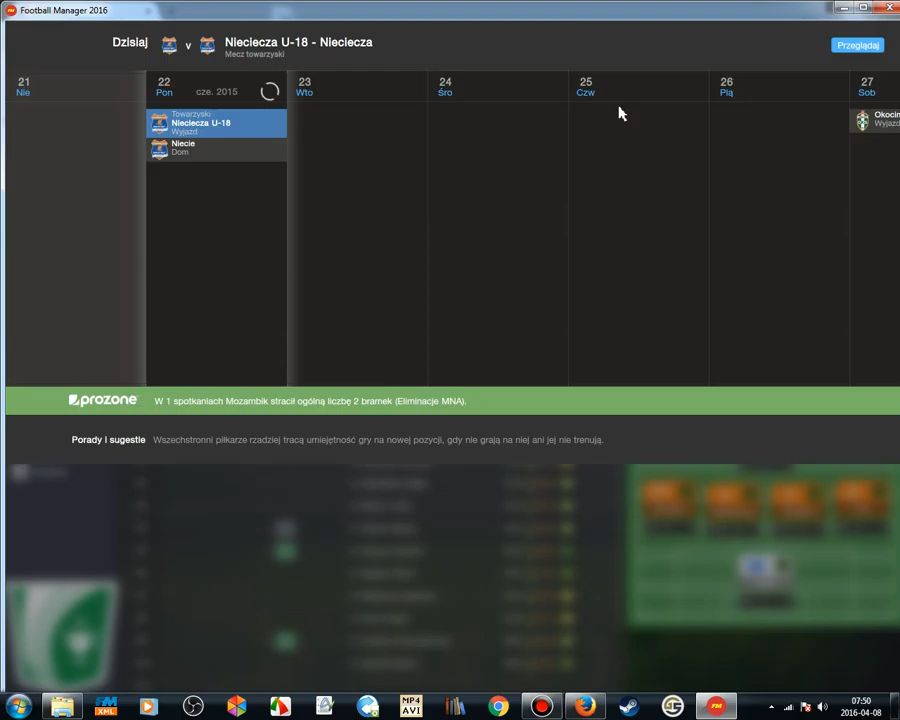 Football Manager 2016
Dzisiaj v Nieciecza U-18 - Nieciecza
Mecz towarzyski
Przeglądaj
21
Nie
22
Pon
cze. 2015
23
Wto
24
Śro
25
Czw
26
Pią
27
Sob
Towarzyski
Nieciecza U-18
Wyjazd
Niecie
Dom
Okocim
Wyjazd
prozone W 1 spotkaniach Mozambik stracił ogólną liczbę 2 bramek (Eliminacje MNA).
Porady i sugestie Wszechstronni piłkarze rzadziej tracą umiejętność gry na nowej pozycji, gdy nie grają na niej ani jej nie trenują.
FM
XML
MP4
AVI
FM
07:50
2016-04-08